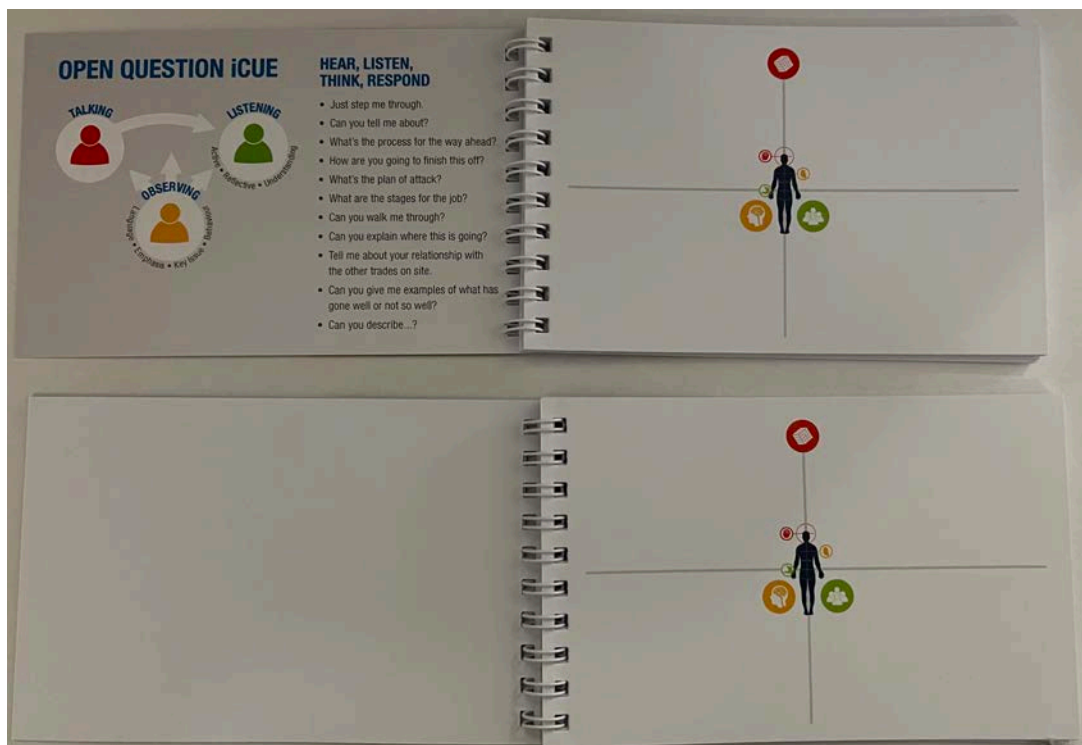 OPEN QUESTION iCUE
TALKING
LISTENING
Active • Reflective • Understanding
OBSERVING
Language • Emphasis • Key Issue • Behaviour
HEAR, LISTEN,
THINK, RESPOND
• Just step me through.
• Can you tell me about?
• What's the process for the way ahead?
• How are you going to finish this off?
• What's the plan of attack?
• What are the stages for the job?
• Can you walk me through?
• Can you explain where this is going?
• Tell me about your relationship with
the other trades on site.
• Can you give me examples of what has
gone well or not so well?
• Can you describe...?